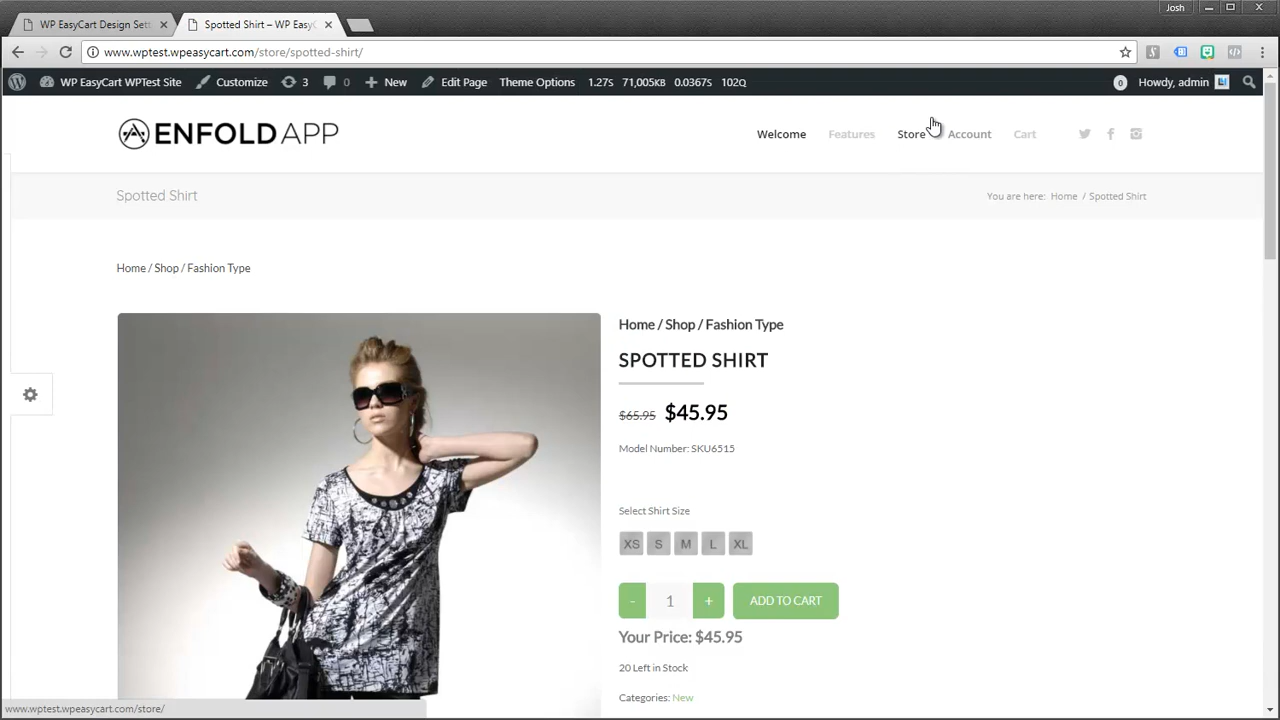 Josh
WP EasyCart Design Sett
Spotted Shirt – WP EasyC
www.wptest.wpeasycart.com/store/spotted-shirt/
WP EasyCart WPTest Site Customize 3 0 New Edit Page Theme Options 1.27s 71,005KB 0.0367s 102Q 0 Howdy, admin
ENFOLD APP
Welcome Features Store Account Cart
Spotted Shirt
You are here: Home / Spotted Shirt
Home / Shop / Fashion Type
Home / Shop / Fashion Type
SPOTTED SHIRT
$65.95 $45.95
Model Number: SKU6515
Select Shirt Size
XS S M L XL
- 1 + ADD TO CART
Your Price: $45.95
20 Left in Stock
Categories: New
www.wptest.wpeasycart.com/store/